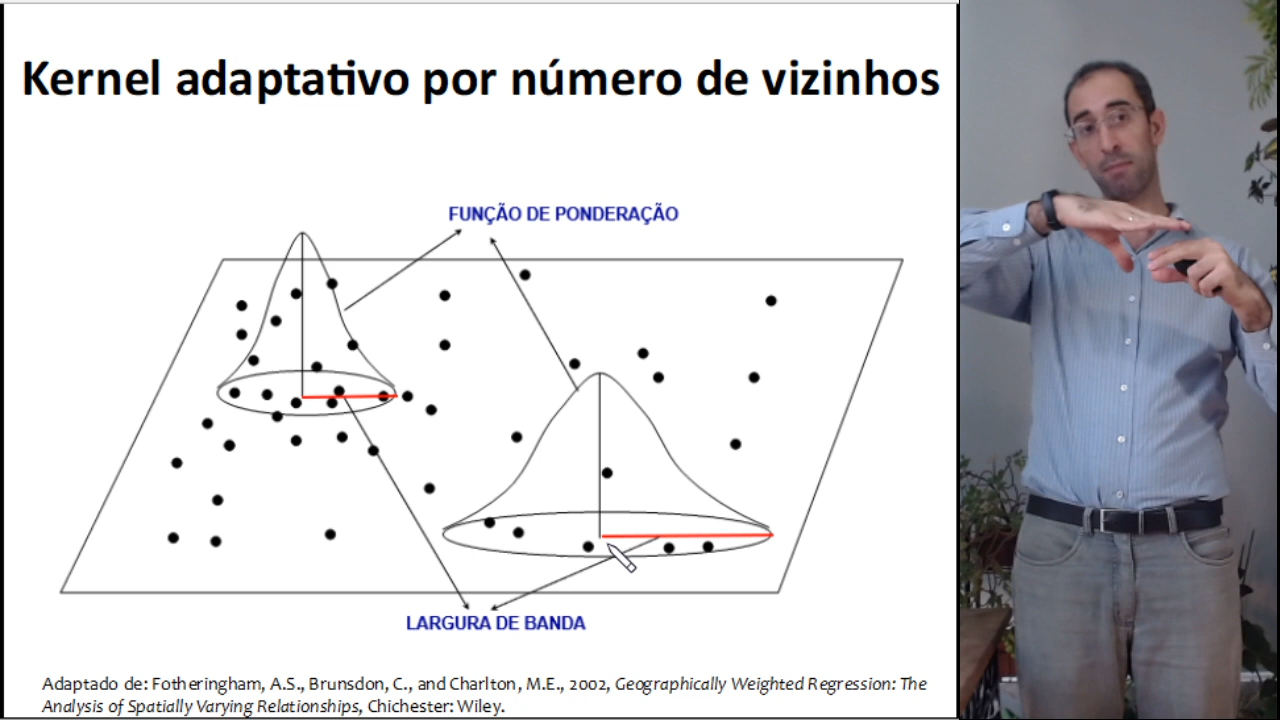 Kernel adaptativo por número de vizinhos
FUNÇÃO DE PONDERAÇÃO
LARGURA DE BANDA
Adaptado de: Fotheringham, A.S., Brunsdon, C., and Charlton, M.E., 2002, Geographically Weighted Regression: The
Analysis of Spatially Varying Relationships, Chichester: Wiley.